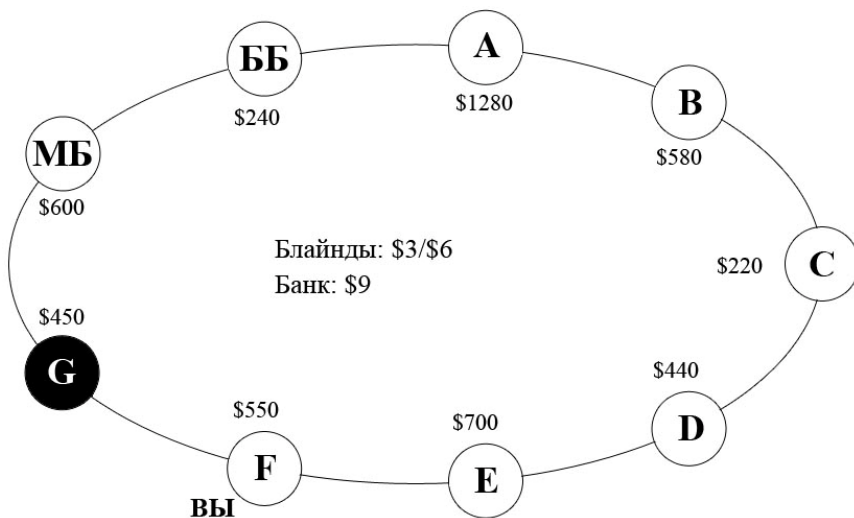 ББ
$240
А
$1280
В
$580
МБ
$600
Блайнды: $3/$6
Банк: $9
С
$220
$450
G
$550
F
ВЫ
$700
E
$440
D